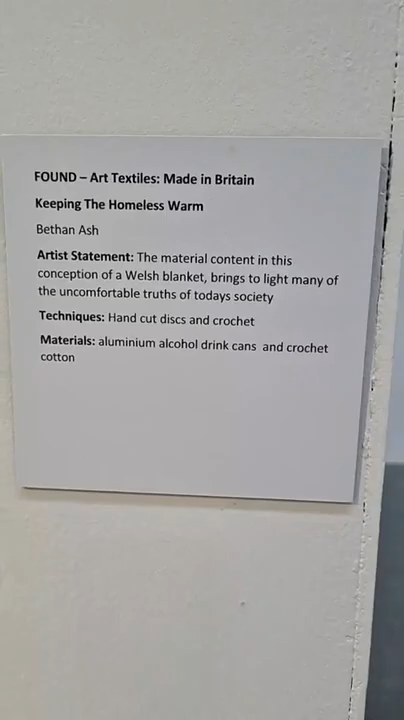 FOUND – Art Textiles: Made in Britain
Keeping The Homeless Warm
Bethan Ash
Artist Statement: The material content in this
conception of a Welsh blanket, brings to light many of
the uncomfortable truths of todays society
Techniques: Hand cut discs and crochet
Materials: aluminium alcohol drink cans and crochet
cotton